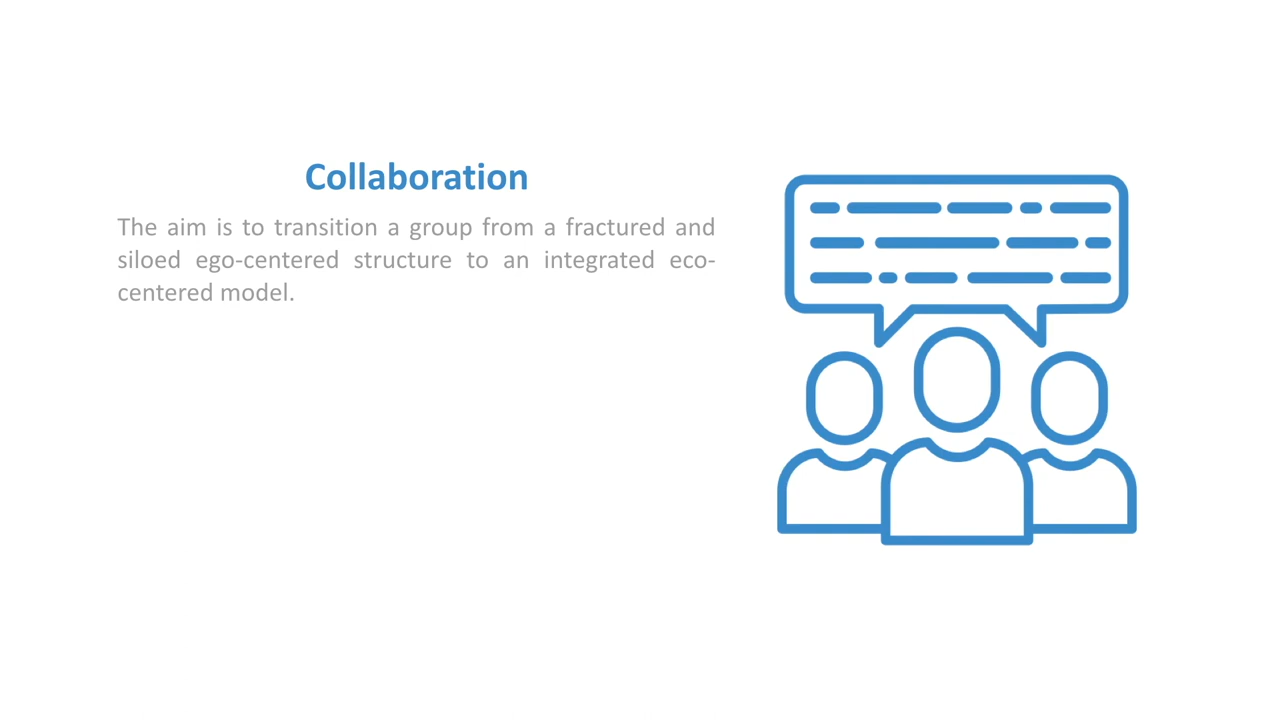 Collaboration
The aim is to transition a group from a fractured and
siloed ego-centered structure to an integrated eco-
centered model.